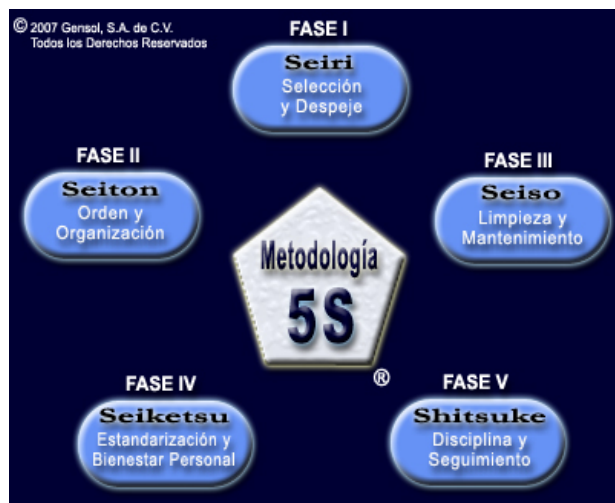 © 2007 Gensol, S.A. de C.V.
Todos los Derechos Reservados
FASE I
Seiri
Selección
y Despeje
FASE II
Seiton
Orden y
Organización
FASE III
Seiso
Limpieza y
Mantenimiento
Metodología
5S
®
FASE IV
Seiketsu
Estandarización y
Bienestar Personal
FASE V
Shitsuke
Disciplina y
Seguimiento